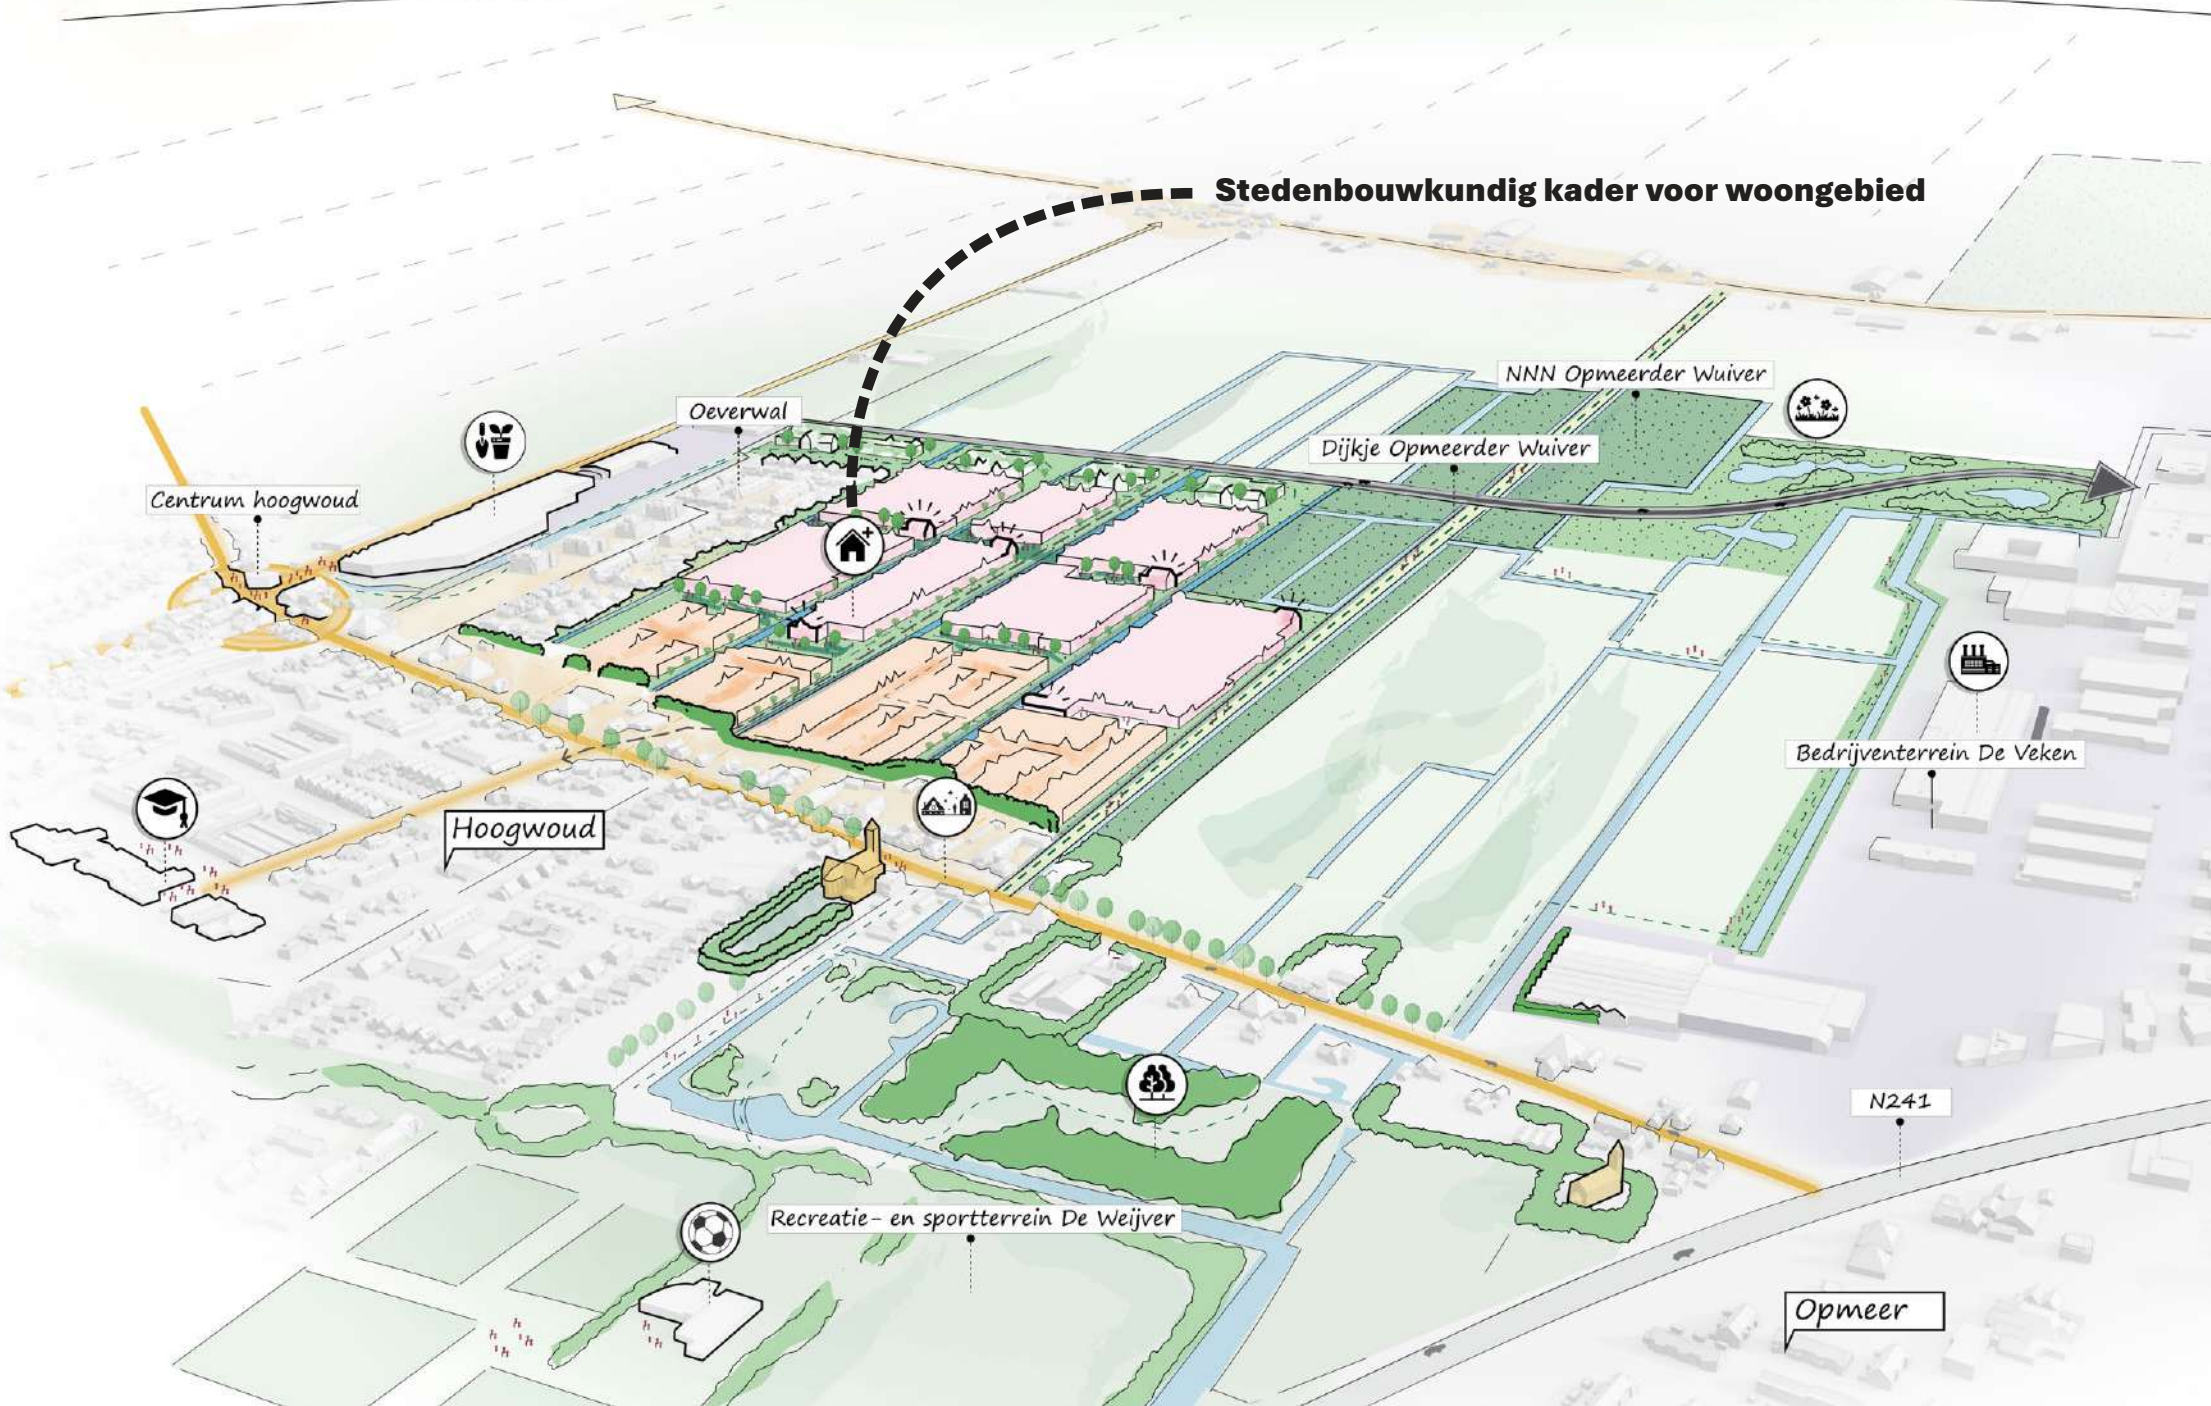 Stedenbouwkundig kader voor woongebied
NNN Opmeerder Wuiver
Oeverwal
Dijkje Opmeerder Wuiver
Centrum hoogwoud
Bedrijventerrein De Veken
Hoogwoud
N241
Recreatie- en sportterrein De Weijver
Opmeer